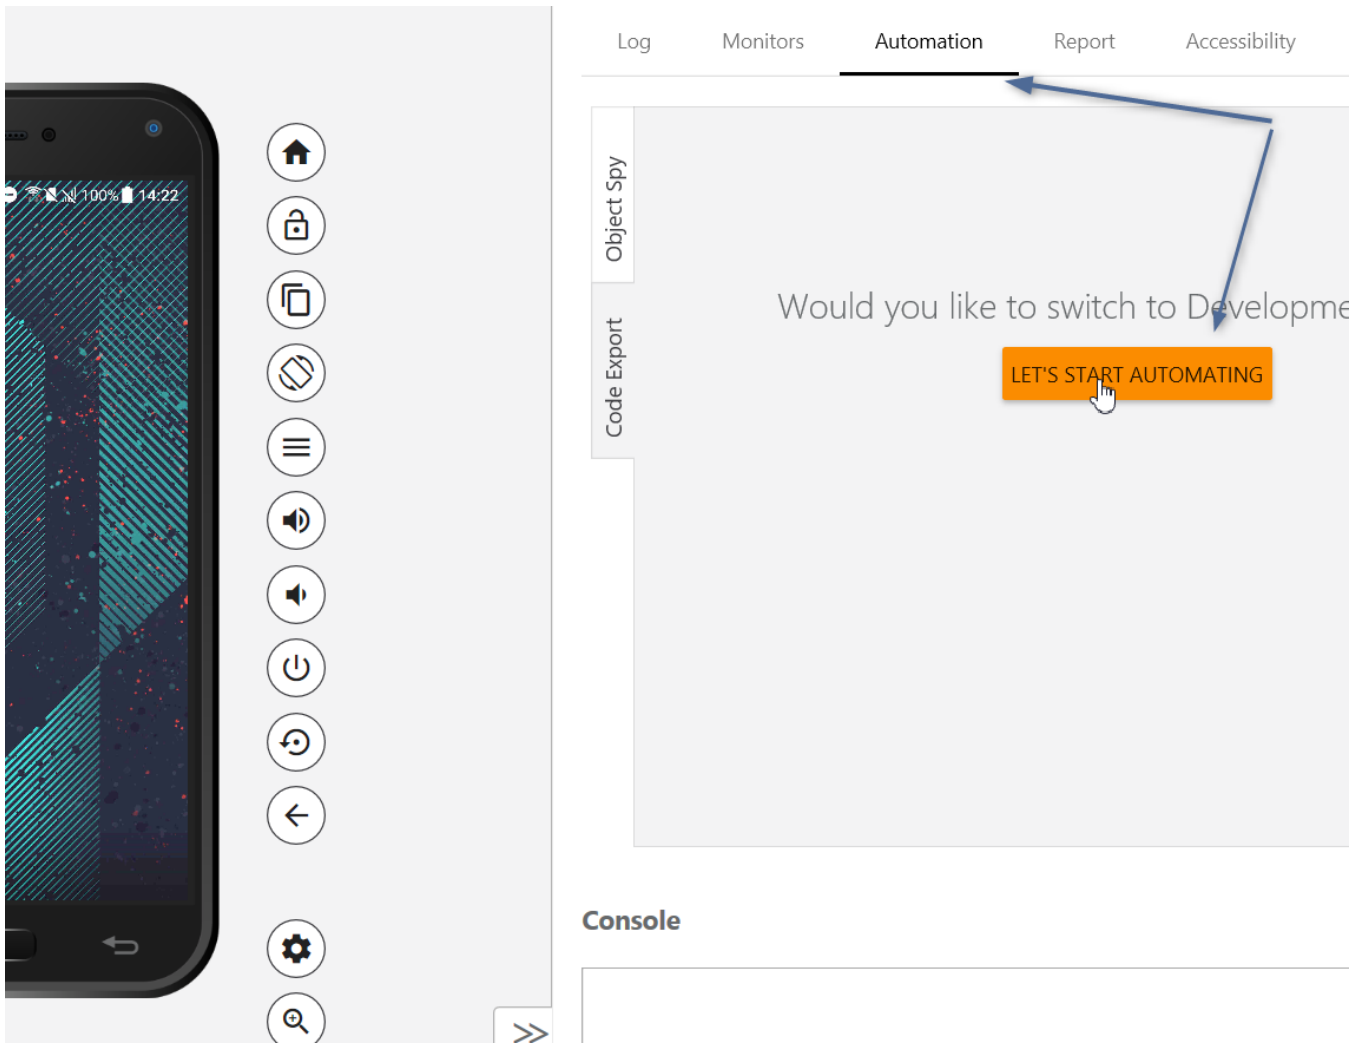 Log Monitors Automation Report Accessibility
100% 14:22
Object Spy
Code Export
Would you like to switch to Developme
LET'S START AUTOMATING
Console